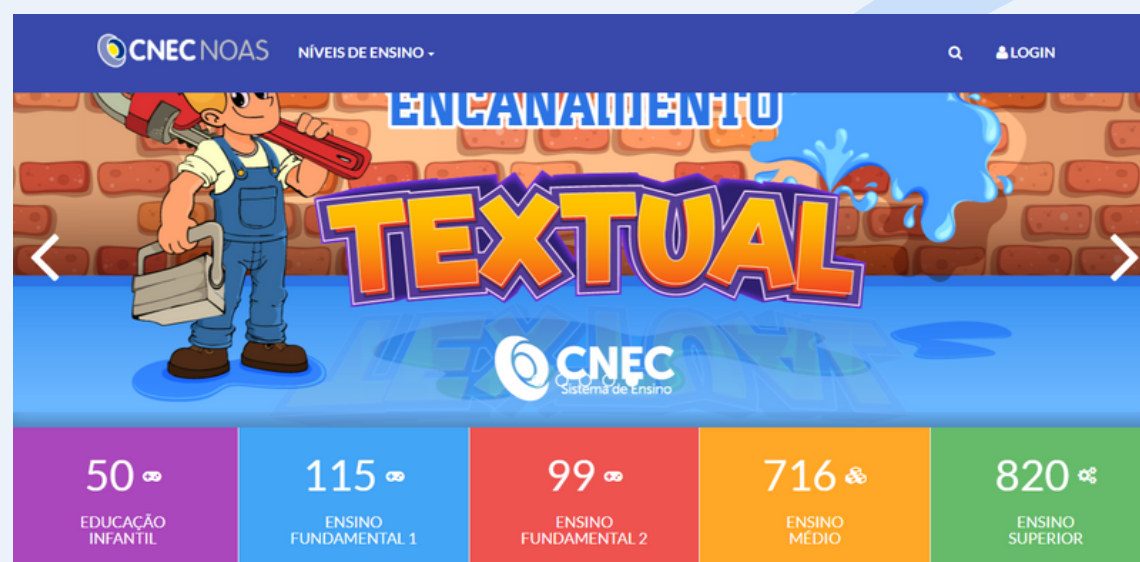 CNEC NOAS
NÍVEIS DE ENSINO
LOGIN
ENCANAMENTO
TEXTUAL
CNEC
Sistema de Ensino
50
EDUCAÇÃO
INFANTIL
115
ENSINO
FUNDAMENTAL 1
99
ENSINO
FUNDAMENTAL 2
716
ENSINO
MÉDIO
820
ENSINO
SUPERIOR